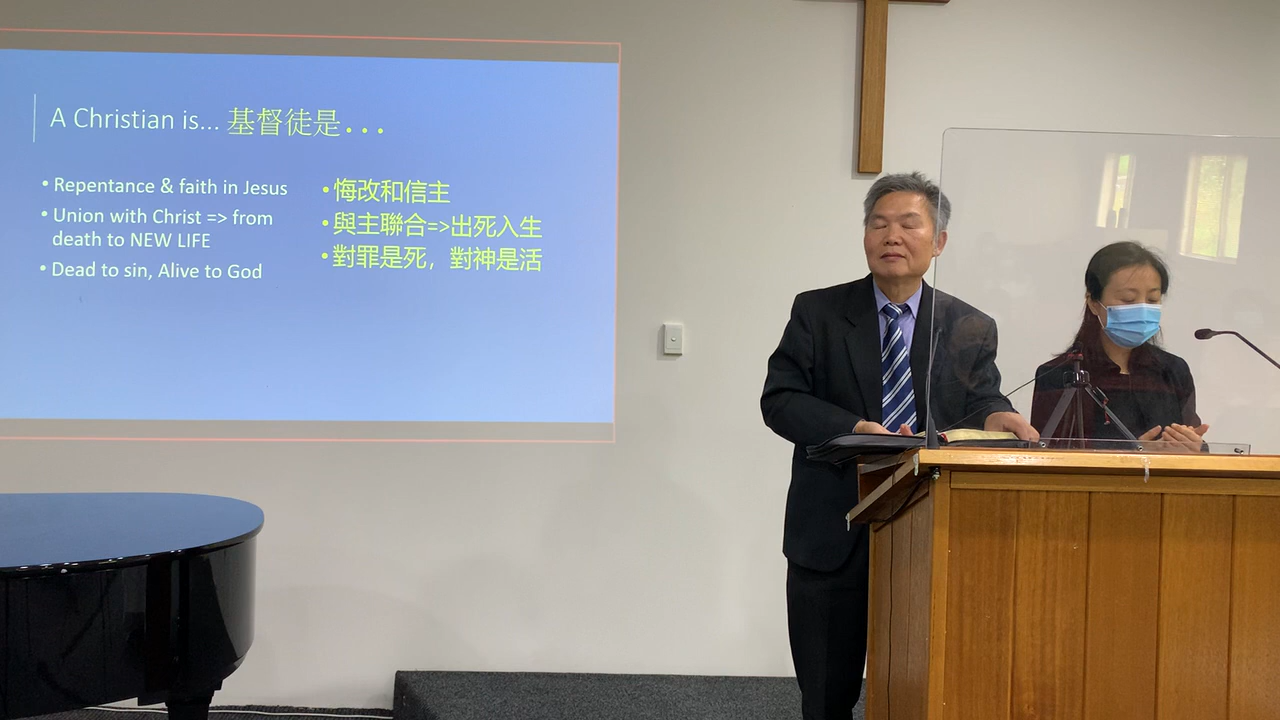 A Christian is... 基督徒是...
• Repentance & faith in Jesus
• Union with Christ => from
death to NEW LIFE
• Dead to sin, Alive to God
• 悔改和信主
• 與主聯合=>出死入生
• 對罪是死，對神是活